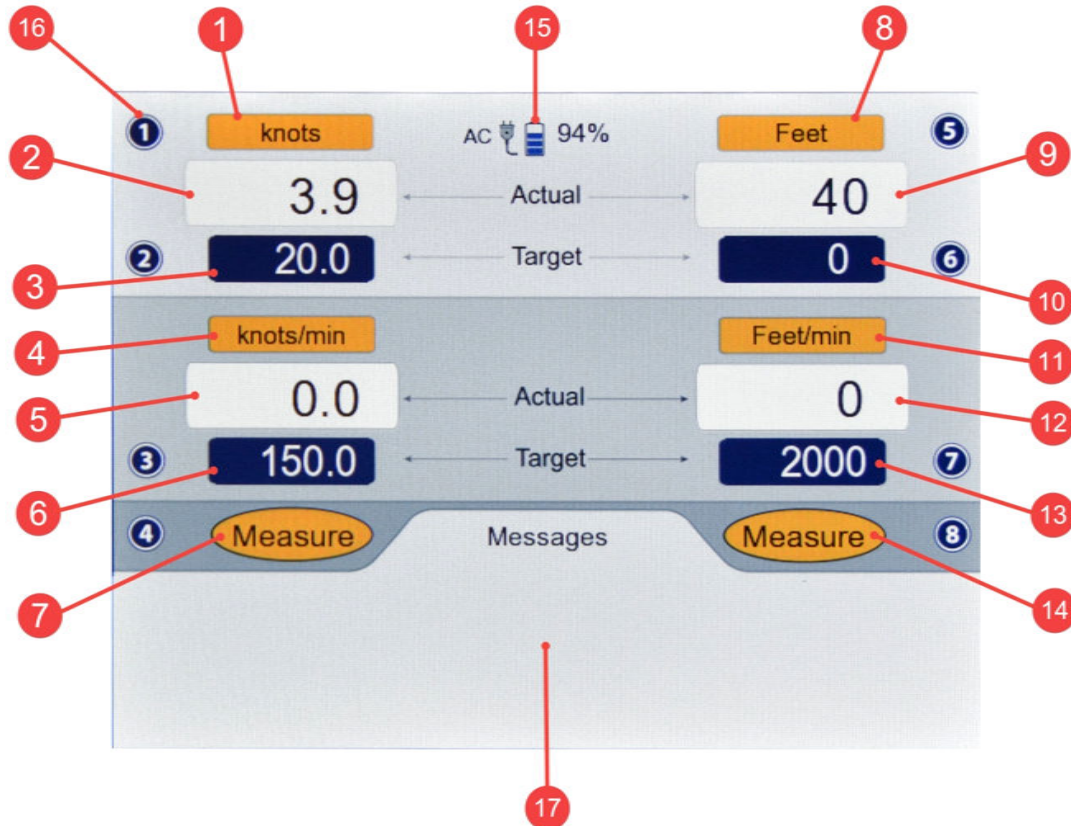 16 1 15 8
1 knots AC 94% Feet 5
2 3.9 Actual 40 9
2 20.0 Target 0 6
3 10
knots/min Feet/min
4 11
5 0.0 Actual 0 12
3 150.0 Target 2000 7
6 13
4 Measure Messages Measure 8
7 14
17